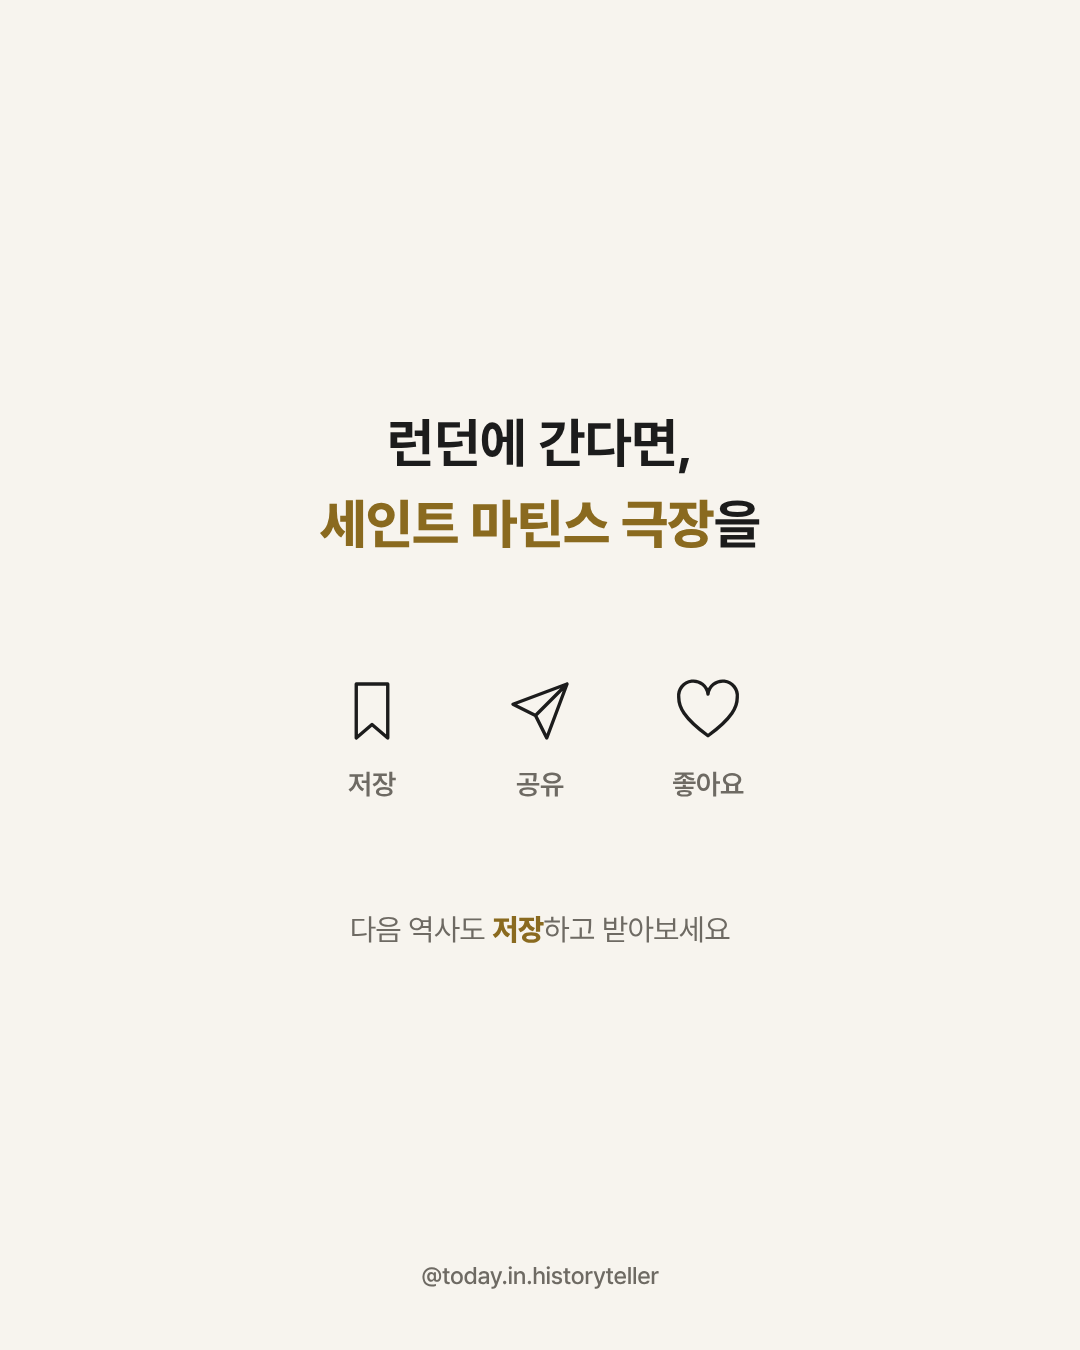 런던에 간다면,
세인트 마틴스 극장을
저장
공유
좋아요
다음 역사도 저장하고 받아보세요
@today.in.historyteller